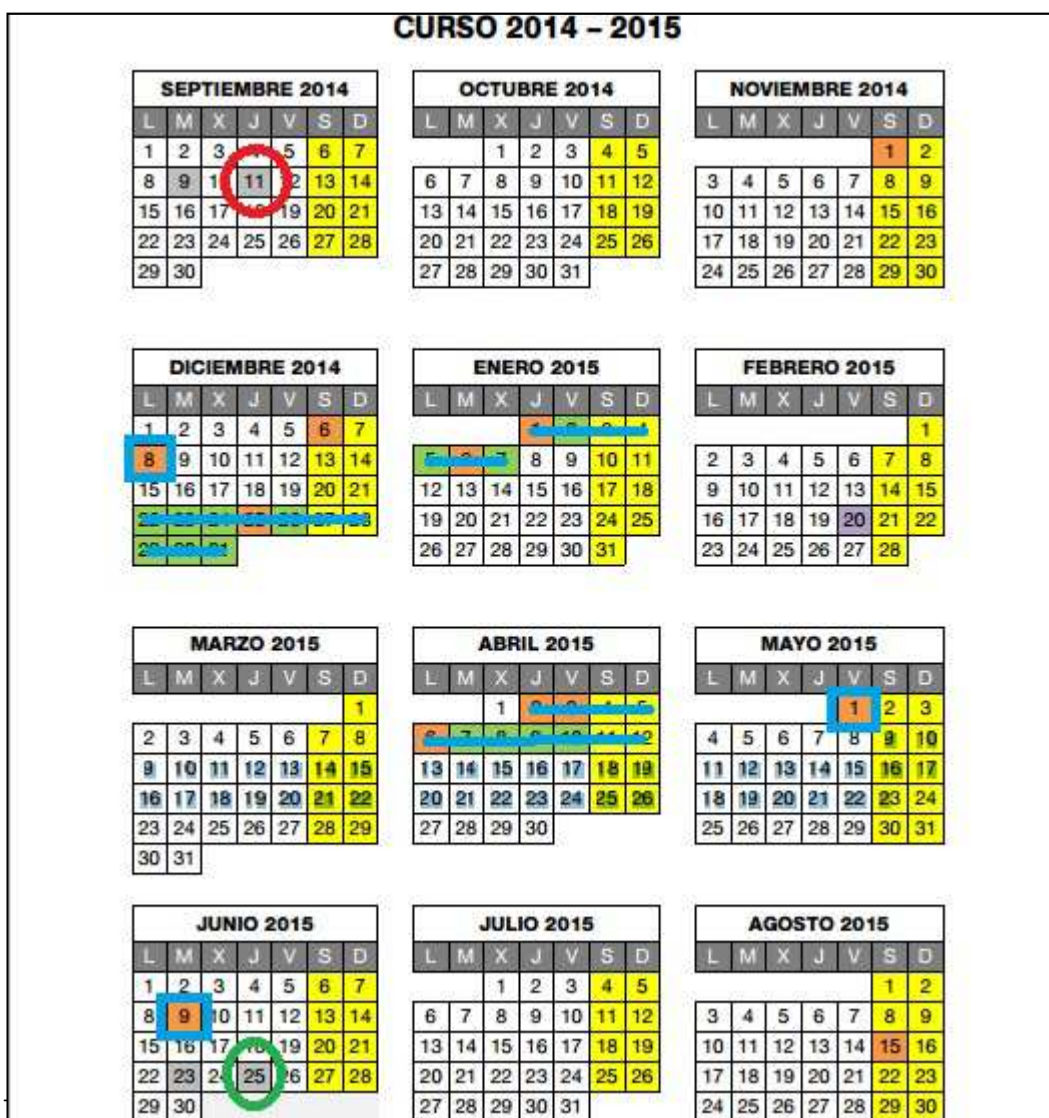 CURSO 2014 – 2015
SEPTIEMBRE 2014
L M X J V S D
1 2 3 5 6 7
8 9 11 12 13 14
15 16 17 18 19 20 21
22 23 24 25 26 27 28
29 30
OCTUBRE 2014
L M X J V S D
1 2 3 4 5
6 7 8 9 10 11 12
13 14 15 16 17 18 19
20 21 22 23 24 25 26
27 28 29 30 31
NOVIEMBRE 2014
L M X J V S D
1 2
3 4 5 6 7 8 9
10 11 12 13 14 15 16
17 18 19 20 21 22 23
24 25 26 27 28 29 30
DICIEMBRE 2014
L M X J V S D
1 2 3 4 5 6 7
8 9 10 11 12 13 14
15 16 17 18 19 20 21
ENERO 2015
L M X J V S D
8 9 10 11
12 13 14 15 16 17 18
19 20 21 22 23 24 25
26 27 28 29 30 31
FEBRERO 2015
L M X J V S D
1
2 3 4 5 6 7 8
9 10 11 12 13 14 15
16 17 18 19 20 21 22
23 24 25 26 27 28
MARZO 2015
L M X J V S D
1
2 3 4 5 6 7 8
9 10 11 12 13 14 15
16 17 18 19 20 21 22
23 24 25 26 27 28 29
30 31
ABRIL 2015
L M X J V S D
1
13 14 15 16 17 18 19
20 21 22 23 24 25 26
27 28 29 30
MAYO 2015
L M X J V S D
1 2 3
4 5 6 7 8 9 10
11 12 13 14 15 16 17
18 19 20 21 22 23 24
25 26 27 28 29 30 31
JUNIO 2015
L M X J V S D
1 2 3 4 5 6 7
8 9 10 11 12 13 14
15 16 17 18 19 20 21
22 23 24 25 26 27 28
29 30
JULIO 2015
L M X J V S D
1 2 3 4 5
6 7 8 9 10 11 12
13 14 15 16 17 18 19
20 21 22 23 24 25 26
27 28 29 30 31
AGOSTO 2015
L M X J V S D
1 2
3 4 5 6 7 8 9
10 11 12 13 14 15 16
17 18 19 20 21 22 23
24 25 26 27 28 29 30